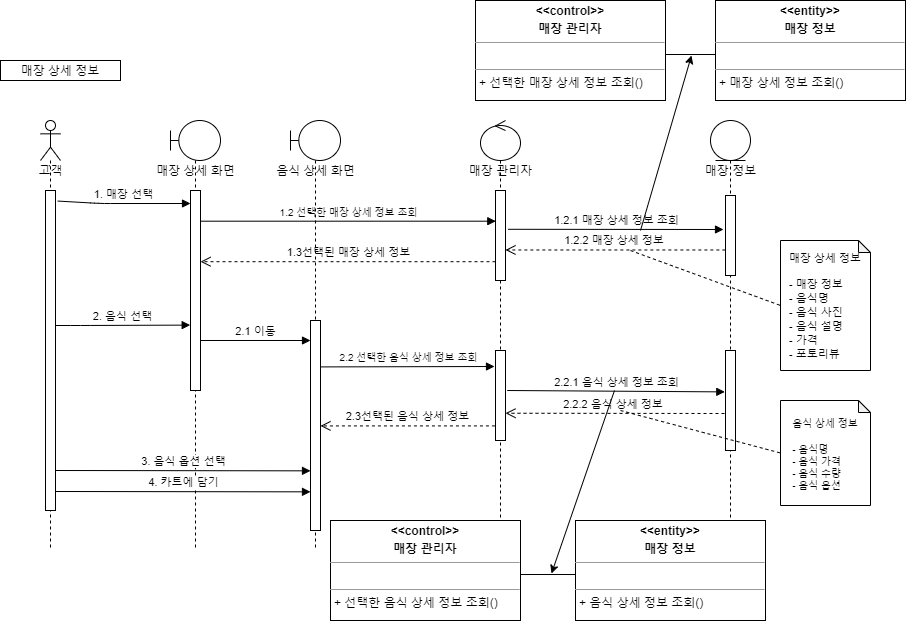 <<control>>
매장 관리자
+ 선택한 매장 상세 정보 조회()
<<entity>>
매장 정보
+ 매장 상세 정보 조회()
매장 상세 정보
고객
매장 상세 화면
음식 상세 화면
매장 관리자
매장 정보
1. 매장 선택
1.2 선택한 매장 상세 정보 조회
1.2.1 매장 상세 정보 조회
1.2.2 매장 상세 정보
1.3선택된 매장 상세 정보
매장 상세 정보
- 매장 정보
- 음식명
- 음식 사진
- 음식 설명
- 가격
- 포토리뷰
2. 음식 선택
2.1 이동
2.2 선택한 음식 상세 정보 조회
2.2.1 음식 상세 정보 조회
2.2.2 음식 상세 정보
2.3선택된 음식 상세 정보
음식 상세 정보
- 음식명
- 음식 가격
- 음식 수량
- 음식 옵션
3. 음식 옵션 선택
4. 카트에 담기
<<control>>
매장 관리자
+ 선택한 음식 상세 정보 조회()
<<entity>>
매장 정보
+ 음식 상세 정보 조회()